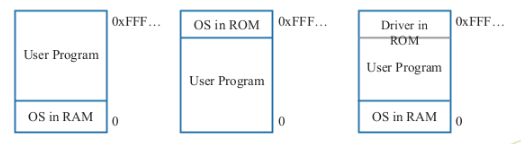 0xFFF...
User Program
OS in RAM
0
OS in ROM
0xFFF...
User Program
0
Driver in
ROM
0xFFF...
User Program
OS in RAM
0